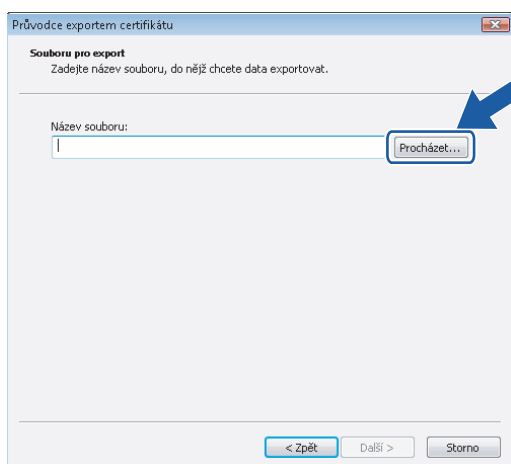 Průvodce exportem certifikátu
Souboru pro export
Zadejte název souboru, do nějž chcete data exportovat.
Název souboru:
Procházet...
< Zpět
Další >
Storno